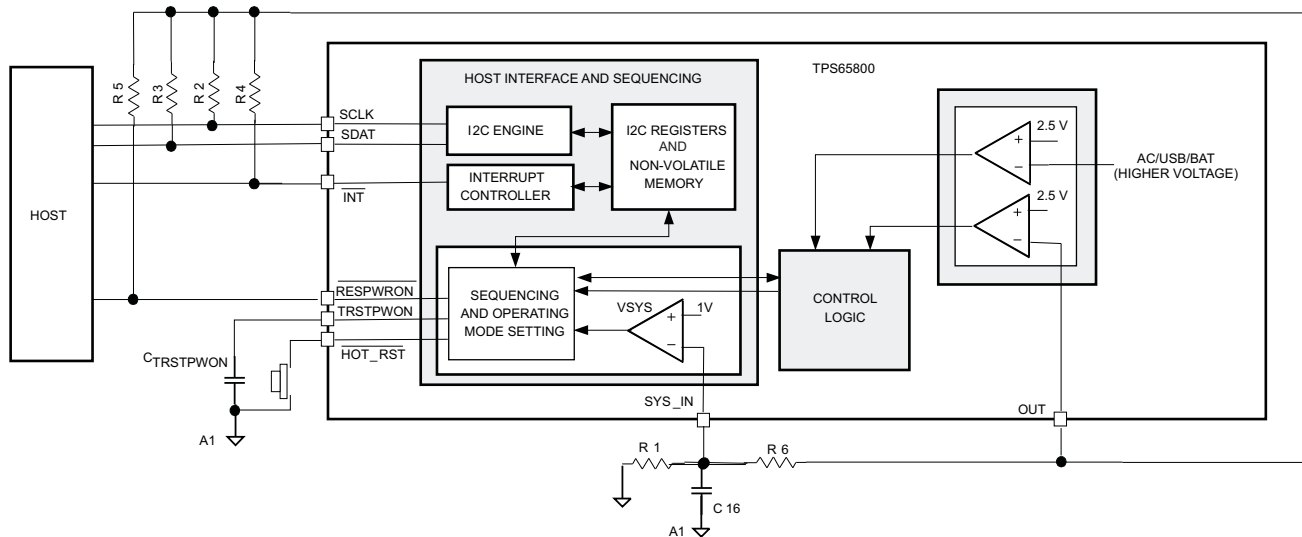 R 5
R 3
R 2
R 4
TPS65800
HOST INTERFACE AND SEQUENCING
HOST
SCLK
SDAT
INT
I2C ENGINE
INTERRUPT
CONTROLLER
I2C REGISTERS
AND
NON-VOLATILE
MEMORY
2.5 V
+
−
AC/USB/BAT
(HIGHER VOLTAGE)
2.5 V
+
−
RESPWRON
TRSTPWON
HOT_RST
SEQUENCING
AND OPERATING
MODE SETTING
VSYS
1V
+
−
CONTROL
LOGIC
CTRSTPWON
A1
SYS_IN
OUT
R 1
R 6
C 16
A1